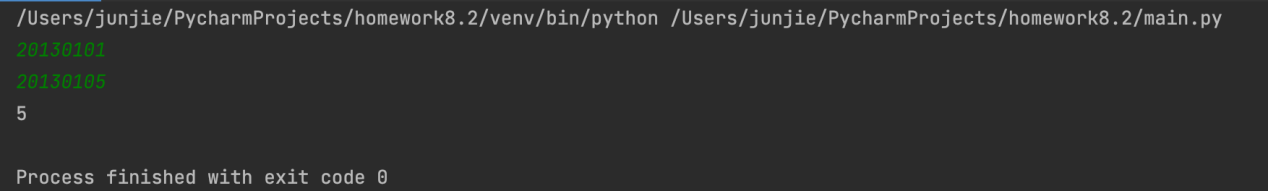 /Users/junjie/PycharmProjects/homework8.2/venv/bin/python /Users/junjie/PycharmProjects/homework8.2/main.py
20130101
20130105
5
Process finished with exit code 0